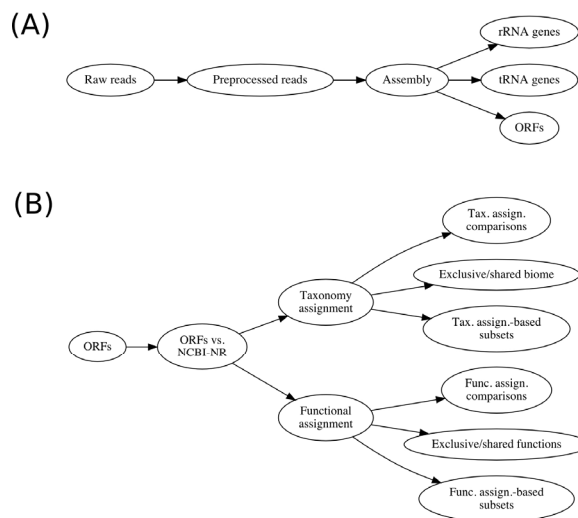 (A)
rRNA genes
Raw reads
Preprocessed reads
Assembly
tRNA genes
ORFs
(B)
Tax. assign.
comparisons
Exclusive/shared biome
Taxonomy
assignment
Tax. assign.-based
subsets
ORFs
ORFs vs.
NCBI-NR
Func. assign.
comparisons
Functional
assignment
Exclusive/shared functions
Func. assign.-based
subsets